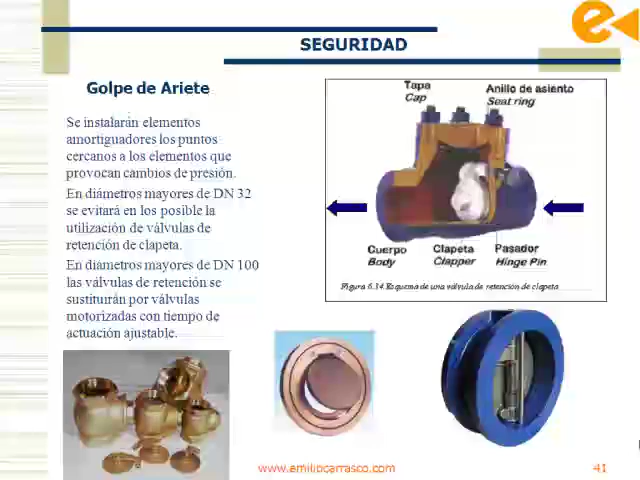 SEGURIDAD
Golpe de Ariete
Se instalarán elementos
amortiguadores los puntos
cercanos a los elementos que
provocan cambios de presión.
En diámetros mayores de DN 32
se evitará en los posible la
utilización de válvulas de
retención de clapeta.
En diámetros mayores de DN 100
las válvulas de retención se
sustituirán por válvulas
motorizadas con tiempo de
actuación ajustable.
Tapa
Cap
Anillo de asiento
Seat ring
Cuerpo
Body
Clapeta
Clapper
Pasador
Hinge Pin
Figura 6.14.Esquema de una válvula de retención de clapeta
www.emiliocarrasco.com
41